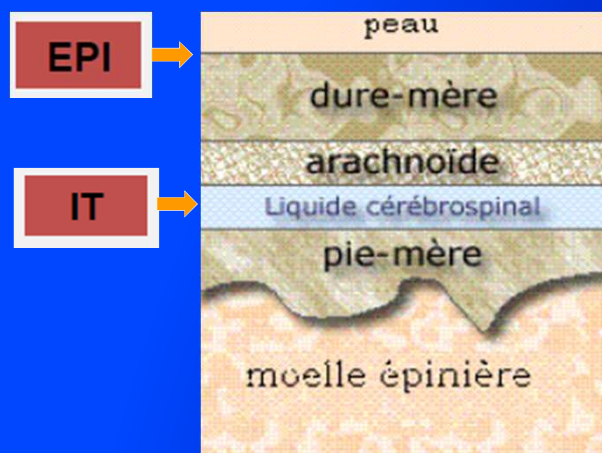 peau
EPI
dure-mère
arachnoïde
IT
Liquide cérébrospinal
pie-mère
moelle épinière